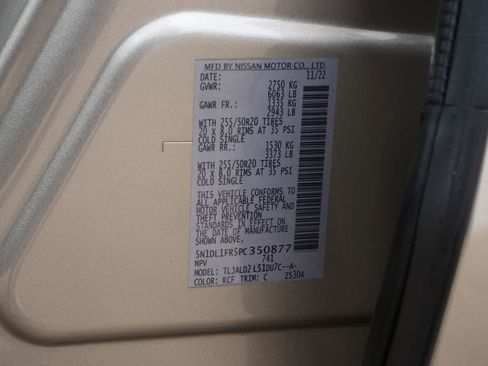 MFD BY NISSAN MOTOR CO., LTD.
DATE: 11/22
GVWR: 2750 KG
6063 LB
GAWR FR.: 1335 KG
2943 LB
WITH 255/50R20 TIRES
20 x 8.0 RIMS AT 35 PSI
COLD SINGLE
GAWR RR.: 1530 KG
3373 LB
WITH 255/50R20 TIRES
20 x 8.0 RIMS AT 35 PSI
COLD SINGLE
THIS VEHICLE CONFORMS TO
ALL APPLICABLE FEDERAL
MOTOR VEHICLE SAFETY AND
THEFT PREVENTION
STANDARDS IN EFFECT ON
THE DATE OF MANUFACTURE
SHOWN ABOVE.
5N1DL1FR5PC350877
MPV 741
MODEL: TLJALD2 L51DU7C--A-
COLOR: KCF TRIM: C 2S30A